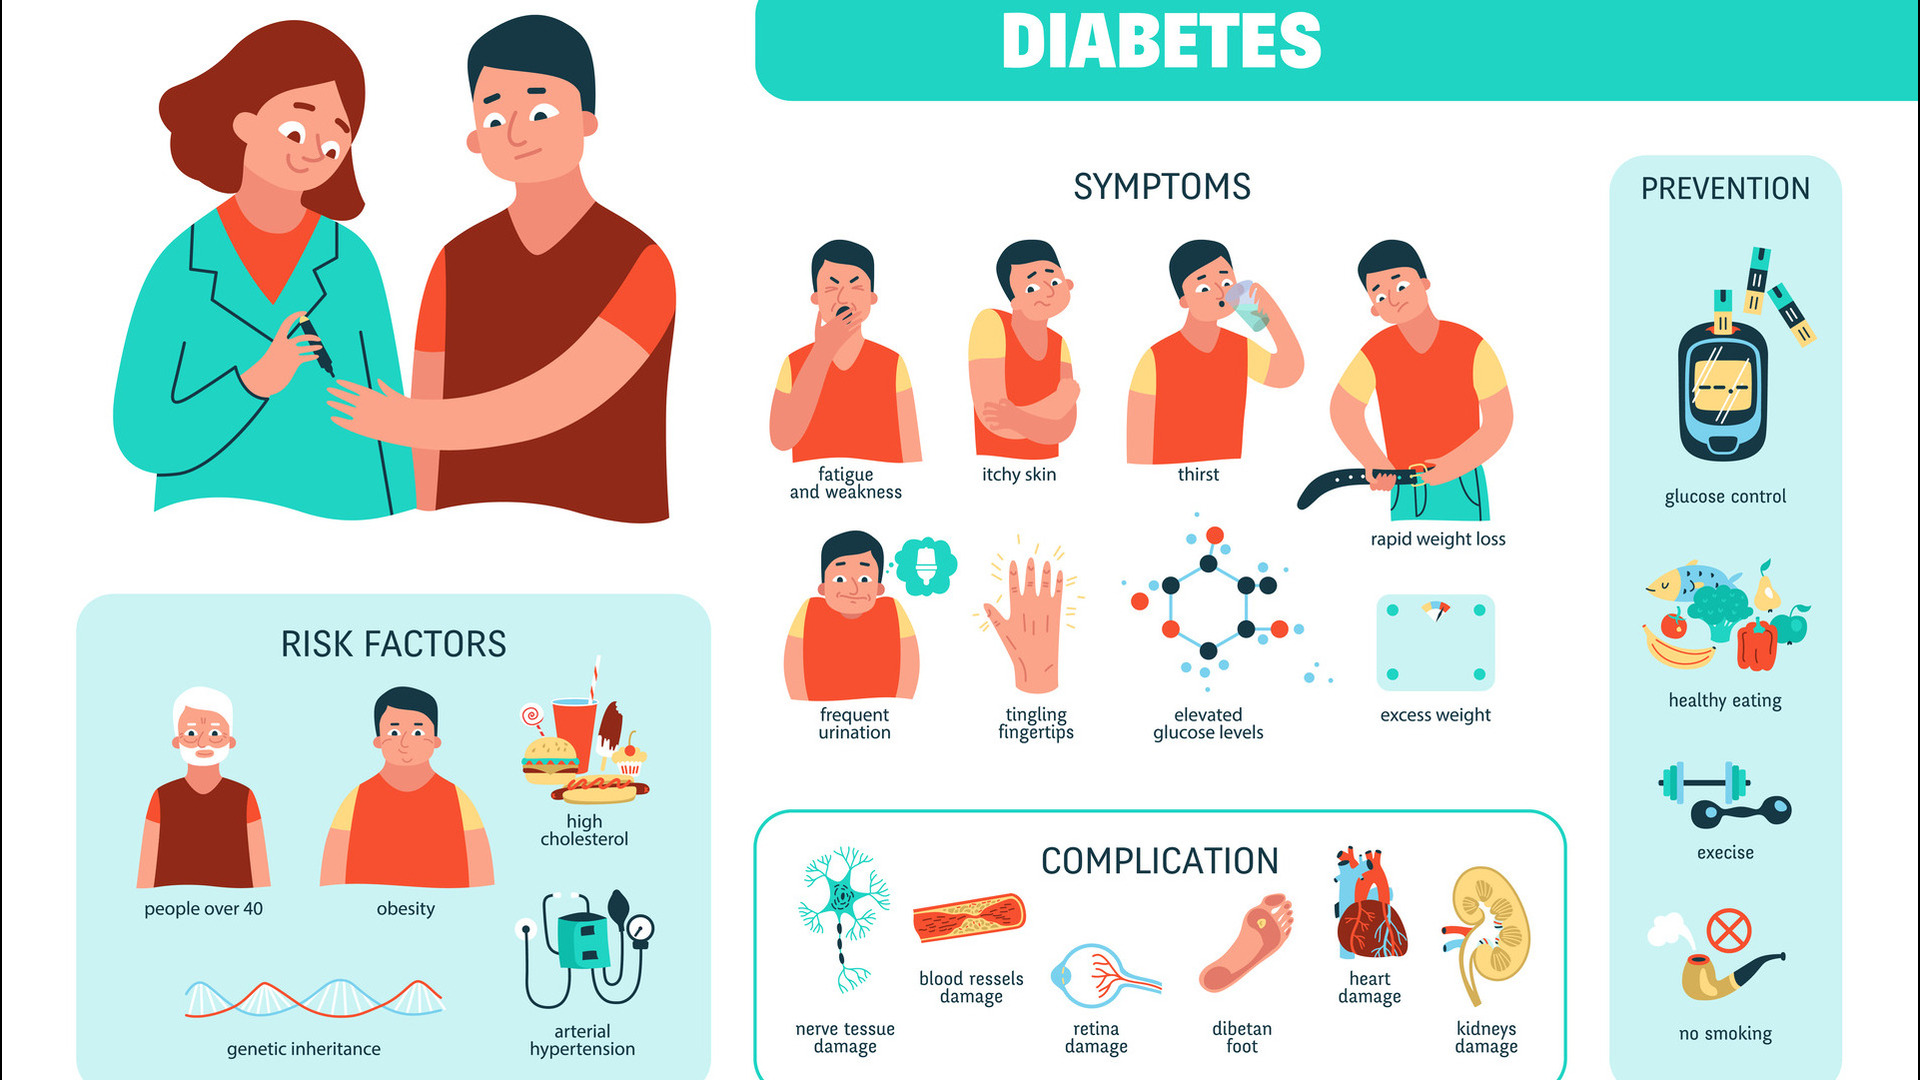 DIABETES
SYMPTOMS
fatigue
and weakness
itchy skin
thirst
rapid weight loss
frequent
urination
tingling
fingertips
elevated
glucose levels
excess weight
PREVENTION
glucose control
healthy eating
execise
no smoking
RISK FACTORS
people over 40
obesity
high
cholesterol
genetic inheritance
arterial
hypertension
COMPLICATION
nerve tessue
damage
blood ressels
damage
retina
damage
dibetan
foot
heart
damage
kidneys
damage